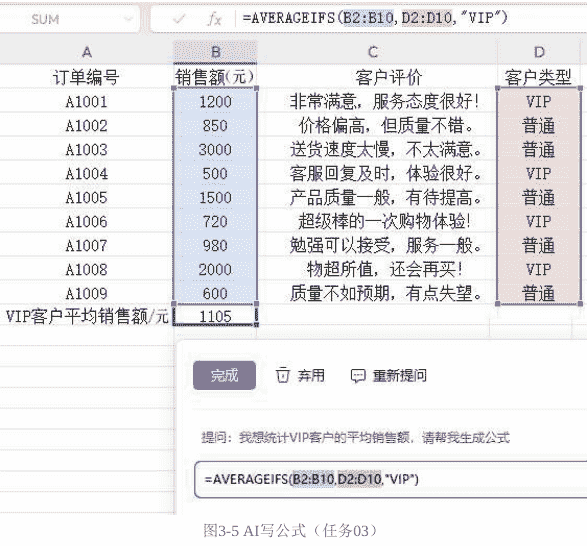 SUM fx =AVERAGEIFS(B2:B10,D2:D10,"VIP")
A B C D
订单编号 销售额(元) 客户评价 客户类型
A1001 1200 非常满意，服务态度很好！ VIP
A1002 850 价格偏高，但质量不错。 普通
A1003 3000 送货速度太慢，不太满意。 普通
A1004 500 客服回复及时，体验很好。 VIP
A1005 1500 产品质量一般，有待提高。 普通
A1006 720 超级棒的一次购物体验！ VIP
A1007 980 勉强可以接受，服务一般。 普通
A1008 2000 物超所值，还会再买！ VIP
A1009 600 质量不如预期，有点失望。 普通
VIP客户平均销售额/元 1105
完成 弃用 重新提问
提问：我想统计VIP客户的平均销售额，请帮我生成公式
=AVERAGEIFS(B2:B10,D2:D10,"VIP")
图3-5 AI写公式（任务03）